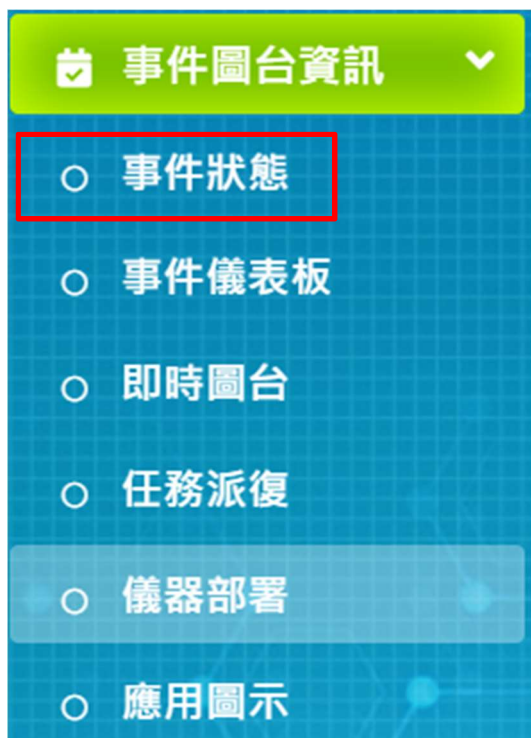 事件圖台資訊
事件狀態
事件儀表板
即時圖台
任務派復
儀器部署
應用圖示